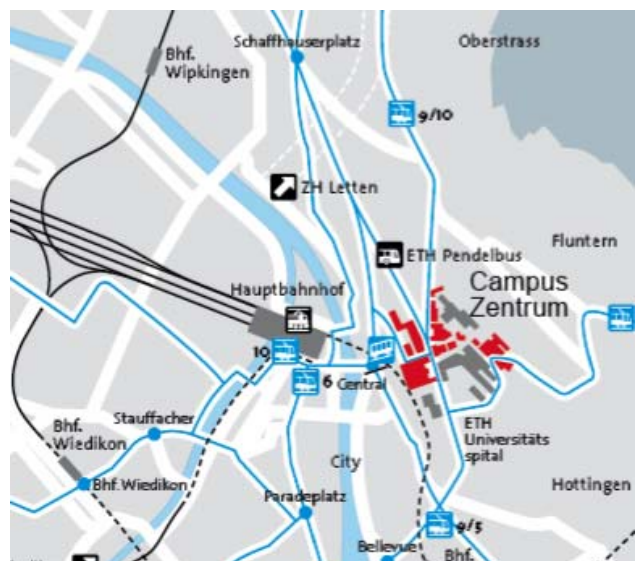 Schaffhauserplatz
Oberstrass
Bhf.
Wipkingen
9/10
ZH Letten
Fluntern
ETH Pendelbus
Campus
Zentrum
Hauptbahnhof
10
6 Central
Stauffacher
Bhf.
Wiedikon
ETH
Universitäts
spital
City
Bhf. Wiedikon
Hottingen
Paradeplatz
9/5
Bellevue
Bhf.